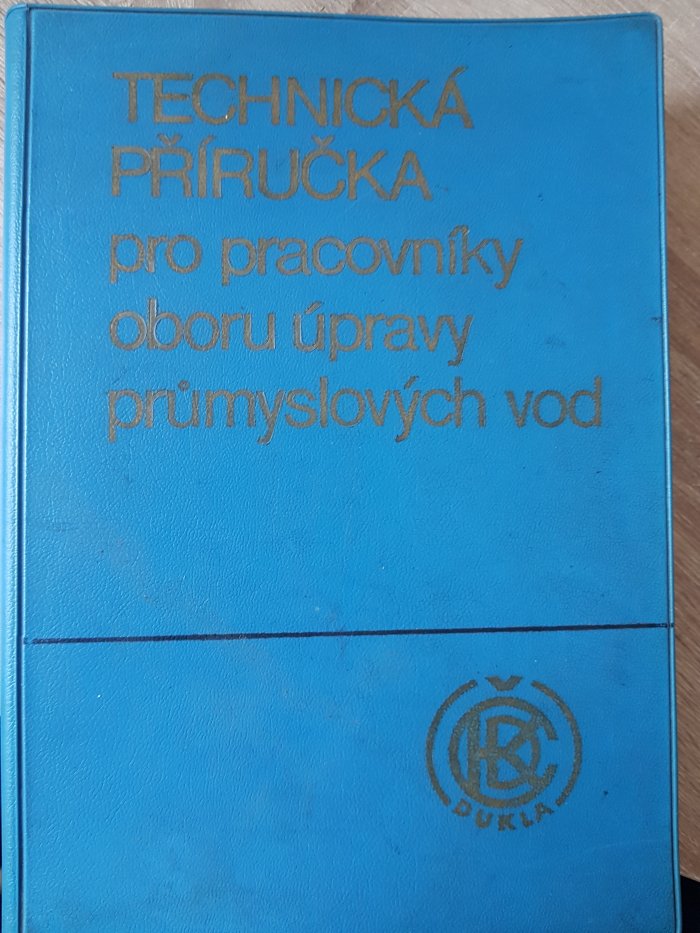 TECHNICKÁ
PŘÍRUČKA
pro pracovníky
oboru úpravy
průmyslových vod
ČKD
DUKLA